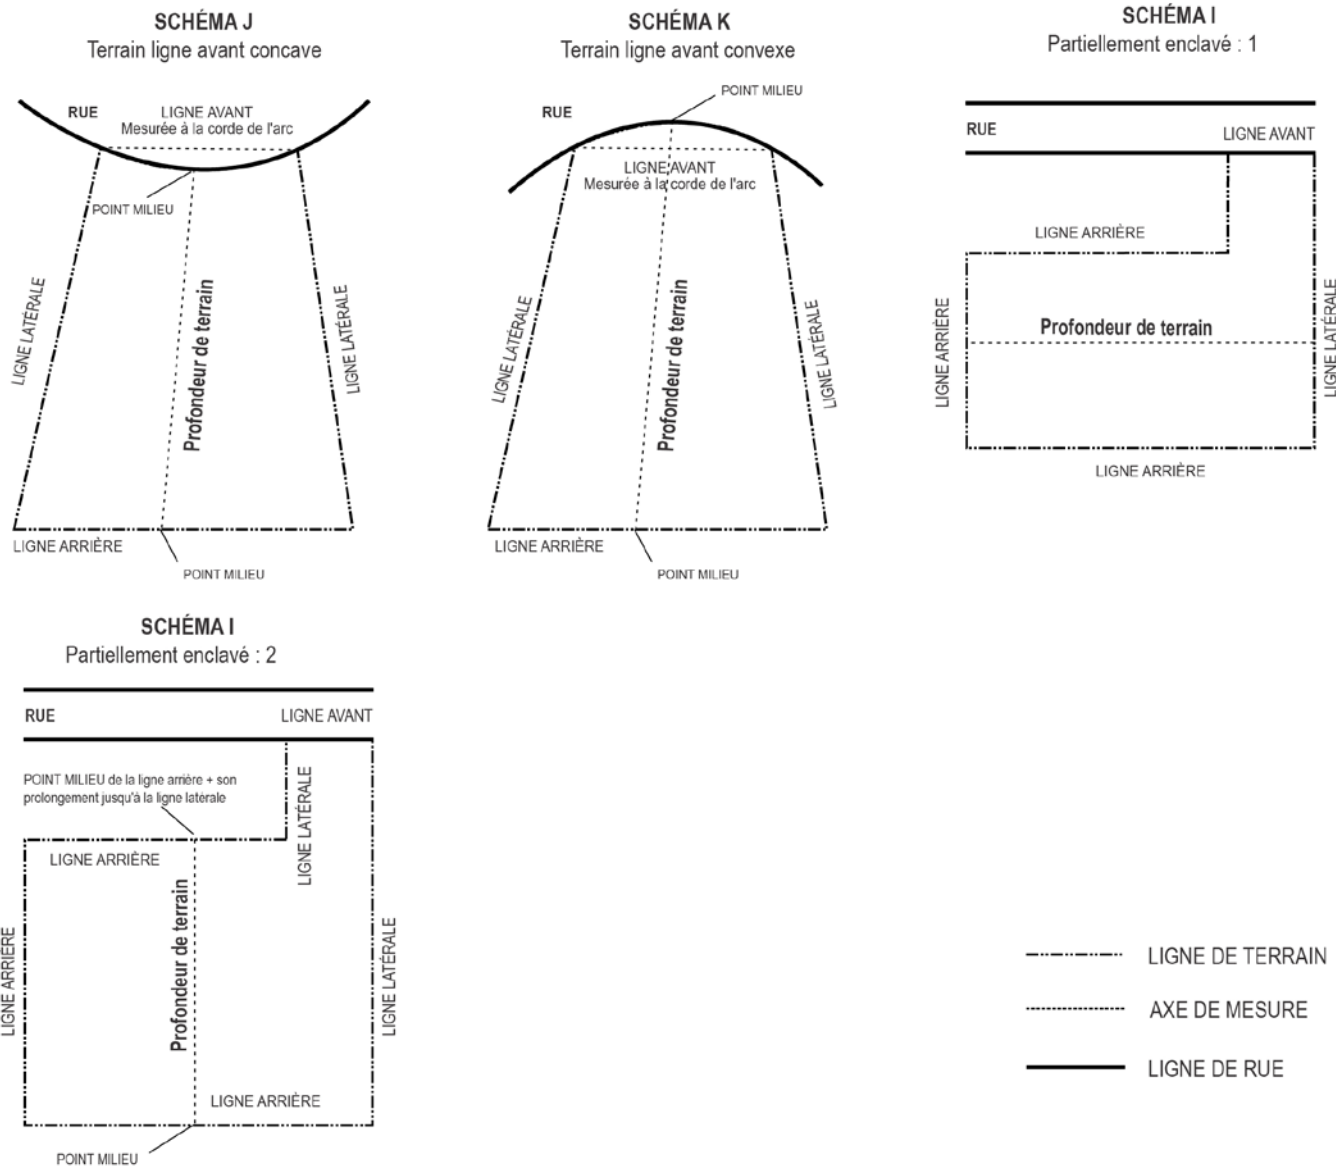 SCHÉMA J
Terrain ligne avant concave
RUE
LIGNE AVANT
Mesurée à la corde de l'arc
POINT MILIEU
LIGNE LATÉRALE
Profondeur de terrain
LIGNE LATÉRALE
LIGNE ARRIÈRE
POINT MILIEU
SCHÉMA K
Terrain ligne avant convexe
POINT MILIEU
RUE
LIGNE AVANT
Mesurée à la corde de l'arc
LIGNE LATÉRALE
Profondeur de terrain
LIGNE LATÉRALE
LIGNE ARRIÈRE
POINT MILIEU
SCHÉMA I
Partiellement enclavé : 1
RUE
LIGNE AVANT
LIGNE ARRIÈRE
LIGNE ARRIÈRE
Profondeur de terrain
LIGNE LATÉRALE
LIGNE ARRIÈRE
SCHÉMA I
Partiellement enclavé : 2
RUE
LIGNE AVANT
POINT MILIEU de la ligne arrière + son
prolongement jusqu'à la ligne latérale
LIGNE LATÉRALE
LIGNE ARRIÈRE
LIGNE ARRIÈRE
Profondeur de terrain
LIGNE LATÉRALE
LIGNE ARRIÈRE
POINT MILIEU
LIGNE DE TERRAIN
AXE DE MESURE
LIGNE DE RUE